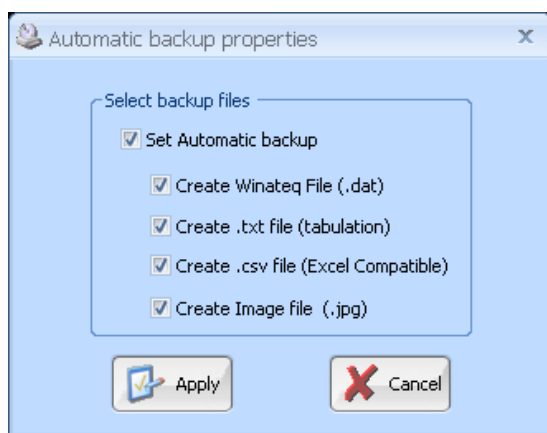 Automatic backup properties
Select backup files
Set Automatic backup
Create Winateq File (.dat)
Create .txt file (tabulation)
Create .csv file (Excel Compatible)
Create Image file (.jpg)
Apply
Cancel